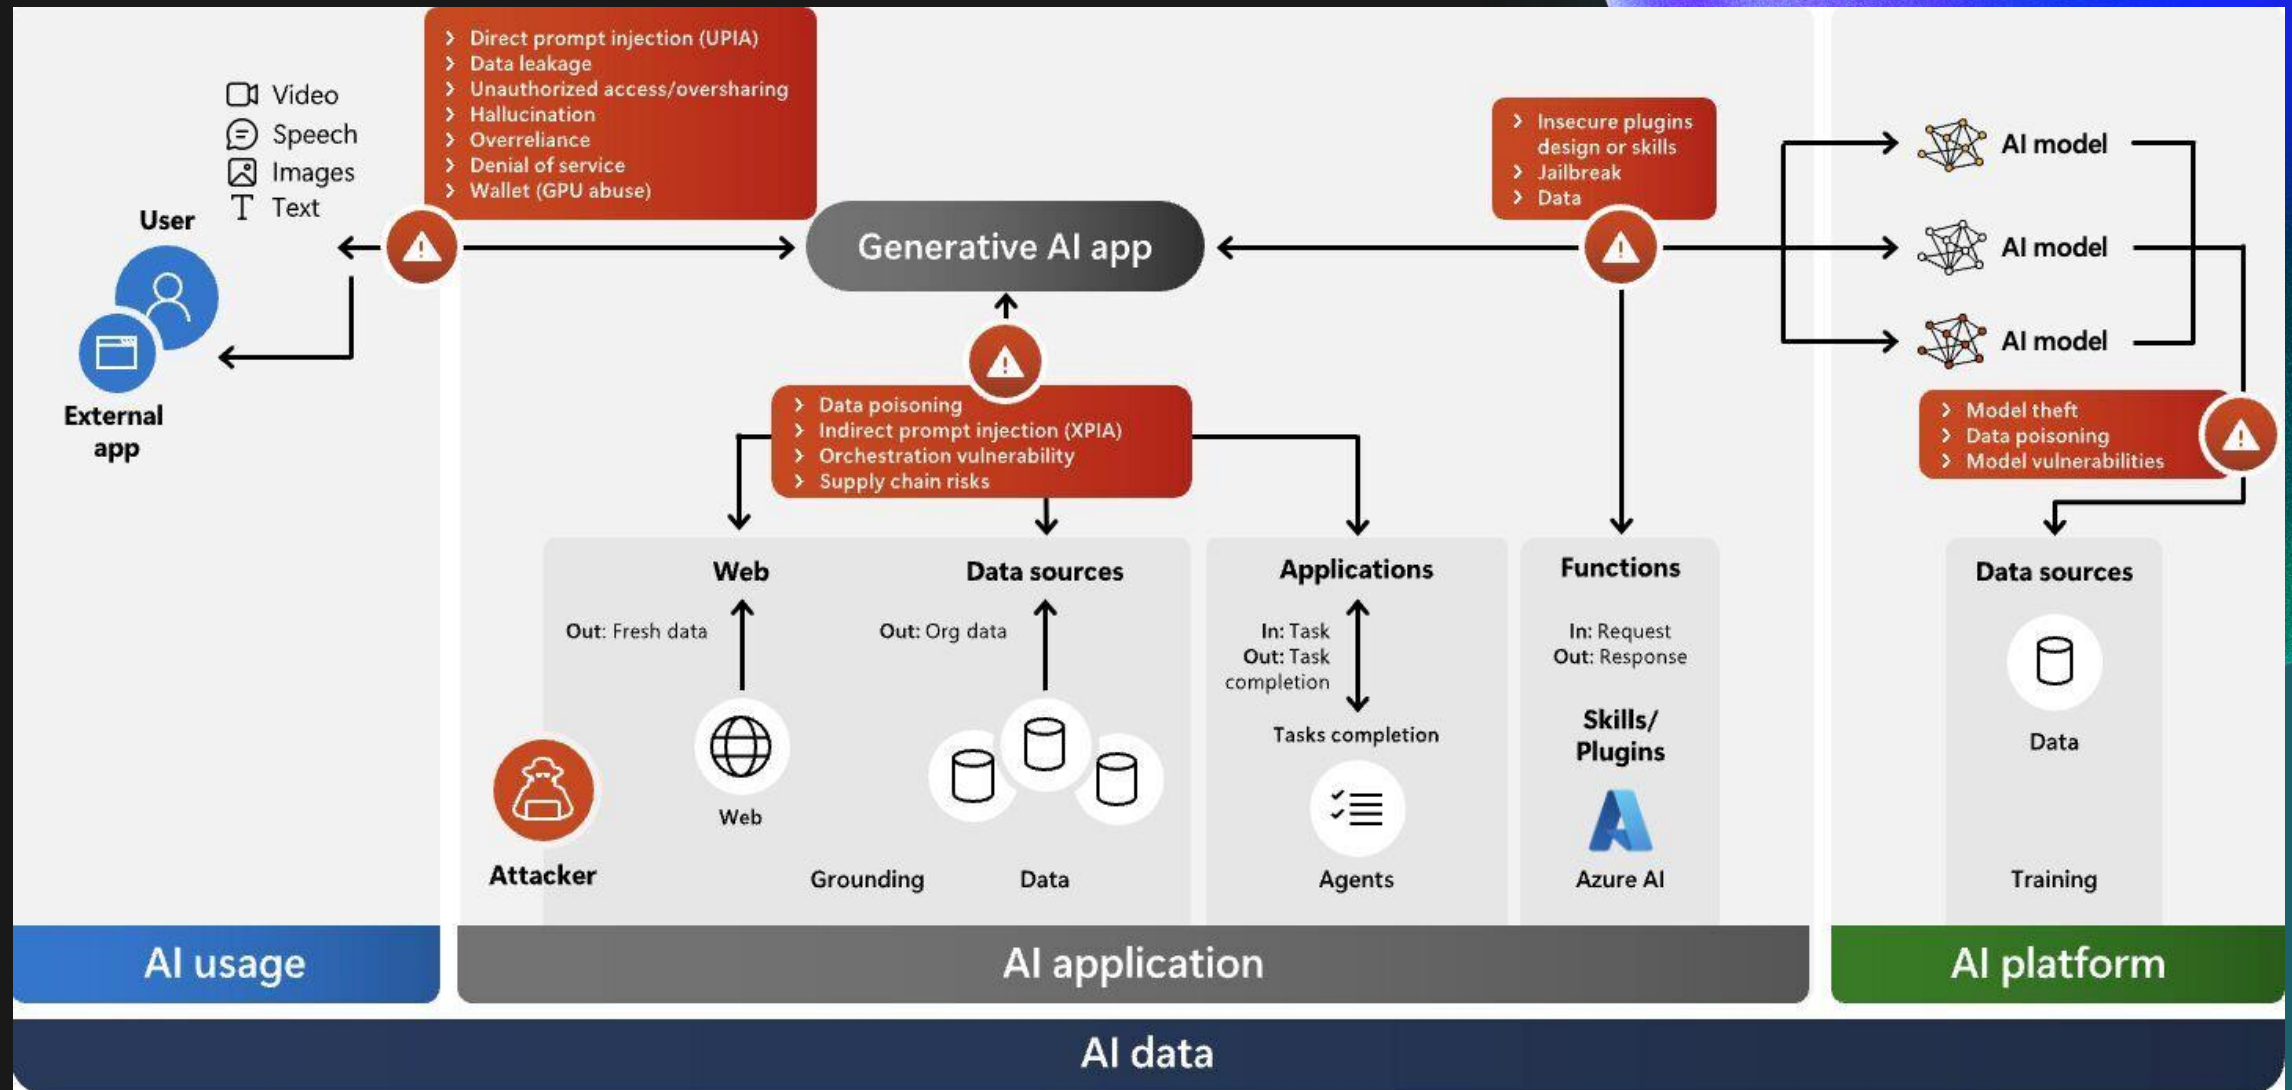 > Direct prompt injection (UPIA)
> Data leakage
> Unauthorized access/oversharing
> Hallucination
> Overreliance
> Denial of service
> Wallet (GPU abuse)
Video
Speech
Images
T Text
User
External
app
Generative AI app
> Insecure plugins
design or skills
> Jailbreak
> Data
AI model
AI model
AI model
> Data poisoning
> Indirect prompt injection (XPIA)
> Orchestration vulnerability
> Supply chain risks
> Model theft
> Data poisoning
> Model vulnerabilities
Web
Out: Fresh data
Web
Data sources
Out: Org data
Grounding
Data
Applications
In: Task
Out: Task
completion
Tasks completion
Agents
Functions
In: Request
Out: Response
Skills/
Plugins
Azure AI
Data sources
Data
Training
Attacker
AI usage
AI application
AI platform
AI data